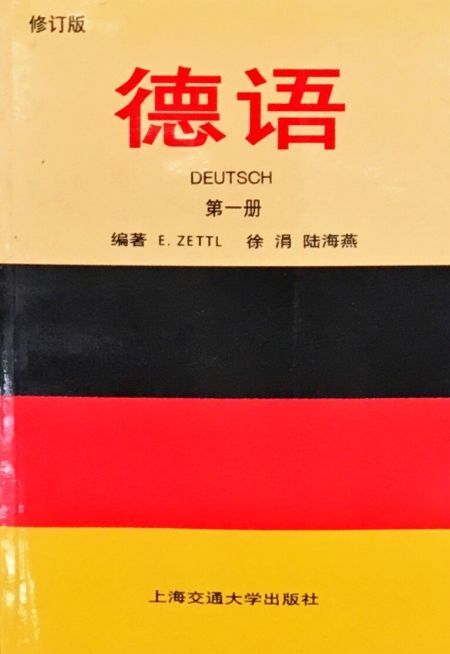 修订版
德语
DEUTSCH
第一册
编著 E. ZETTL 徐 涓 陆海燕
上海交通大学出版社